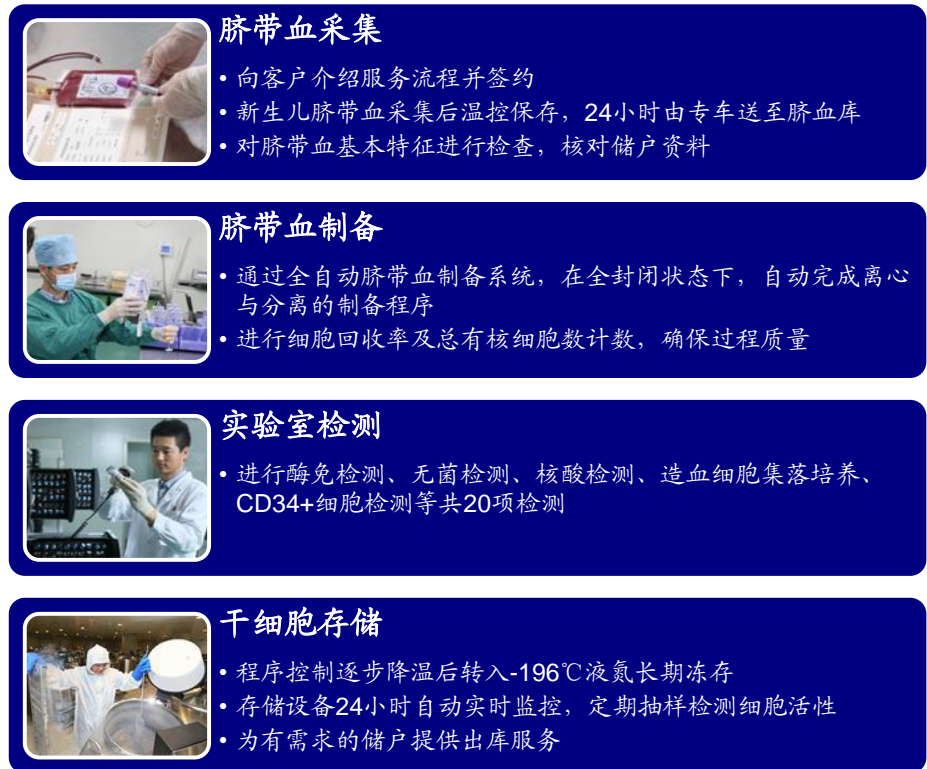 脐带血采集
• 向客户介绍服务流程并签约
• 新生儿脐带血采集后温控保存，24小时由专车送至脐血库
• 对脐带血基本特征进行检查，核对储户资料
脐带血制备
• 通过全自动脐带血制备系统，在全封闭状态下，自动完成离心
与分离的制备程序
• 进行细胞回收率及总有核细胞数计数，确保过程质量
实验室检测
• 进行酶免检测、无菌检测、核酸检测、造血细胞集落培养、
CD34+细胞检测等共20项检测
干细胞存储
• 程序控制逐步降温后转入-196℃液氮长期冻存
• 存储设备24小时自动实时监控，定期抽样检测细胞活性
• 为有需求的储户提供出库服务